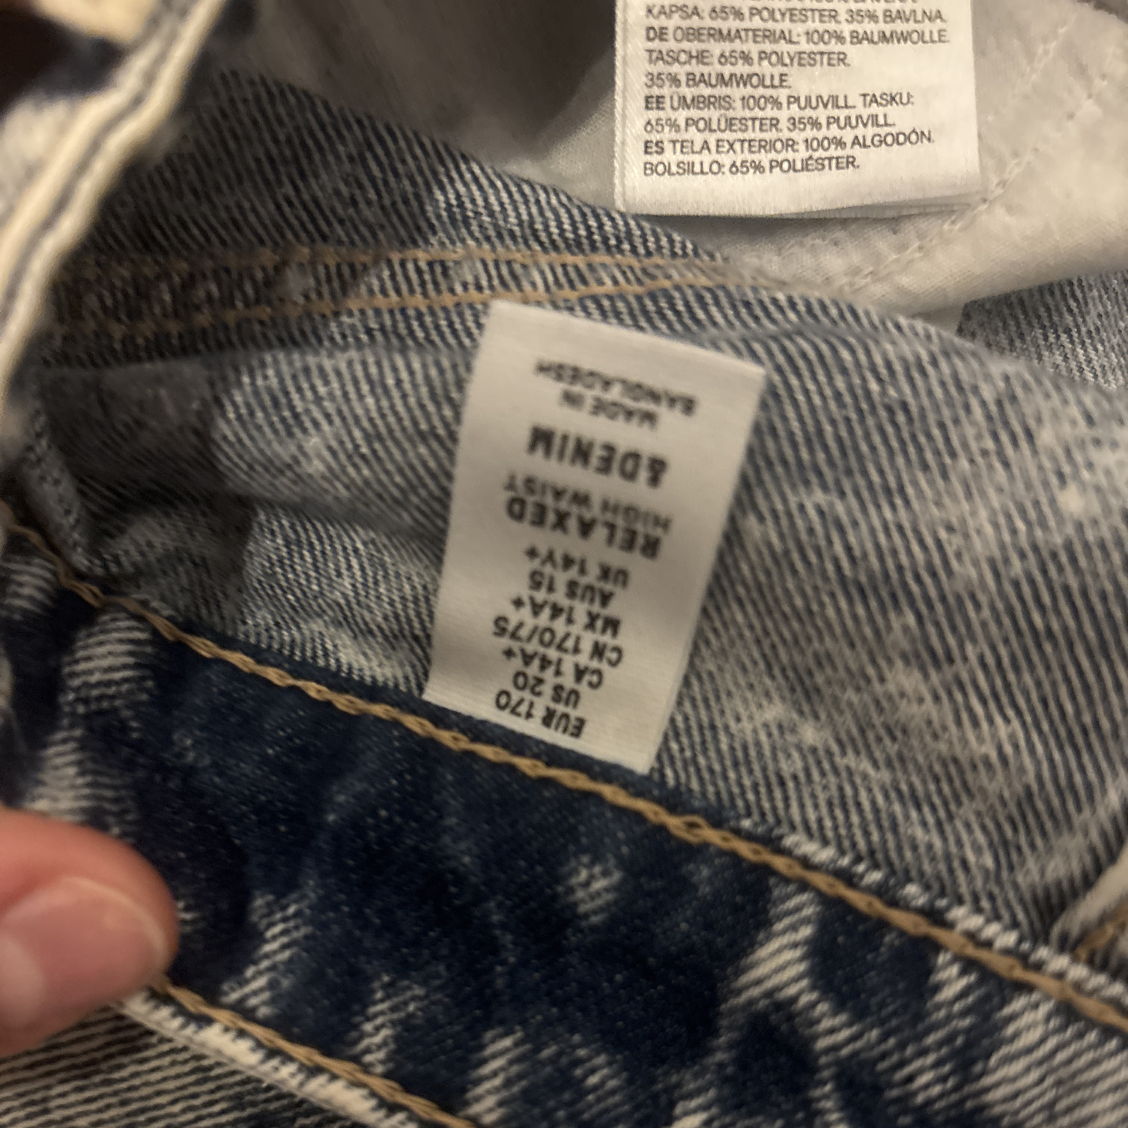 KAPSA: 65% POLYESTER, 35% BAVLNA.
DE OBERMATERIAL: 100% BAUMWOLLE.
TASCHE: 65% POLYESTER.
35% BAUMWOLLE.
EE ÜMBRIS: 100% PUUVILL. TASKU:
65% POLÜESTER, 35% PUUVILL.
ES TELA EXTERIOR: 100% ALGODÓN.
BOLSILLO: 65% POLIÉSTER.
EUR 170
US 20
CA 14A+
CN 170/75
MX 14A+
AUS 15
UK 14Y+
RELAXED
HIGH WAIST
&DENIM
MADE IN
BANGLADESH